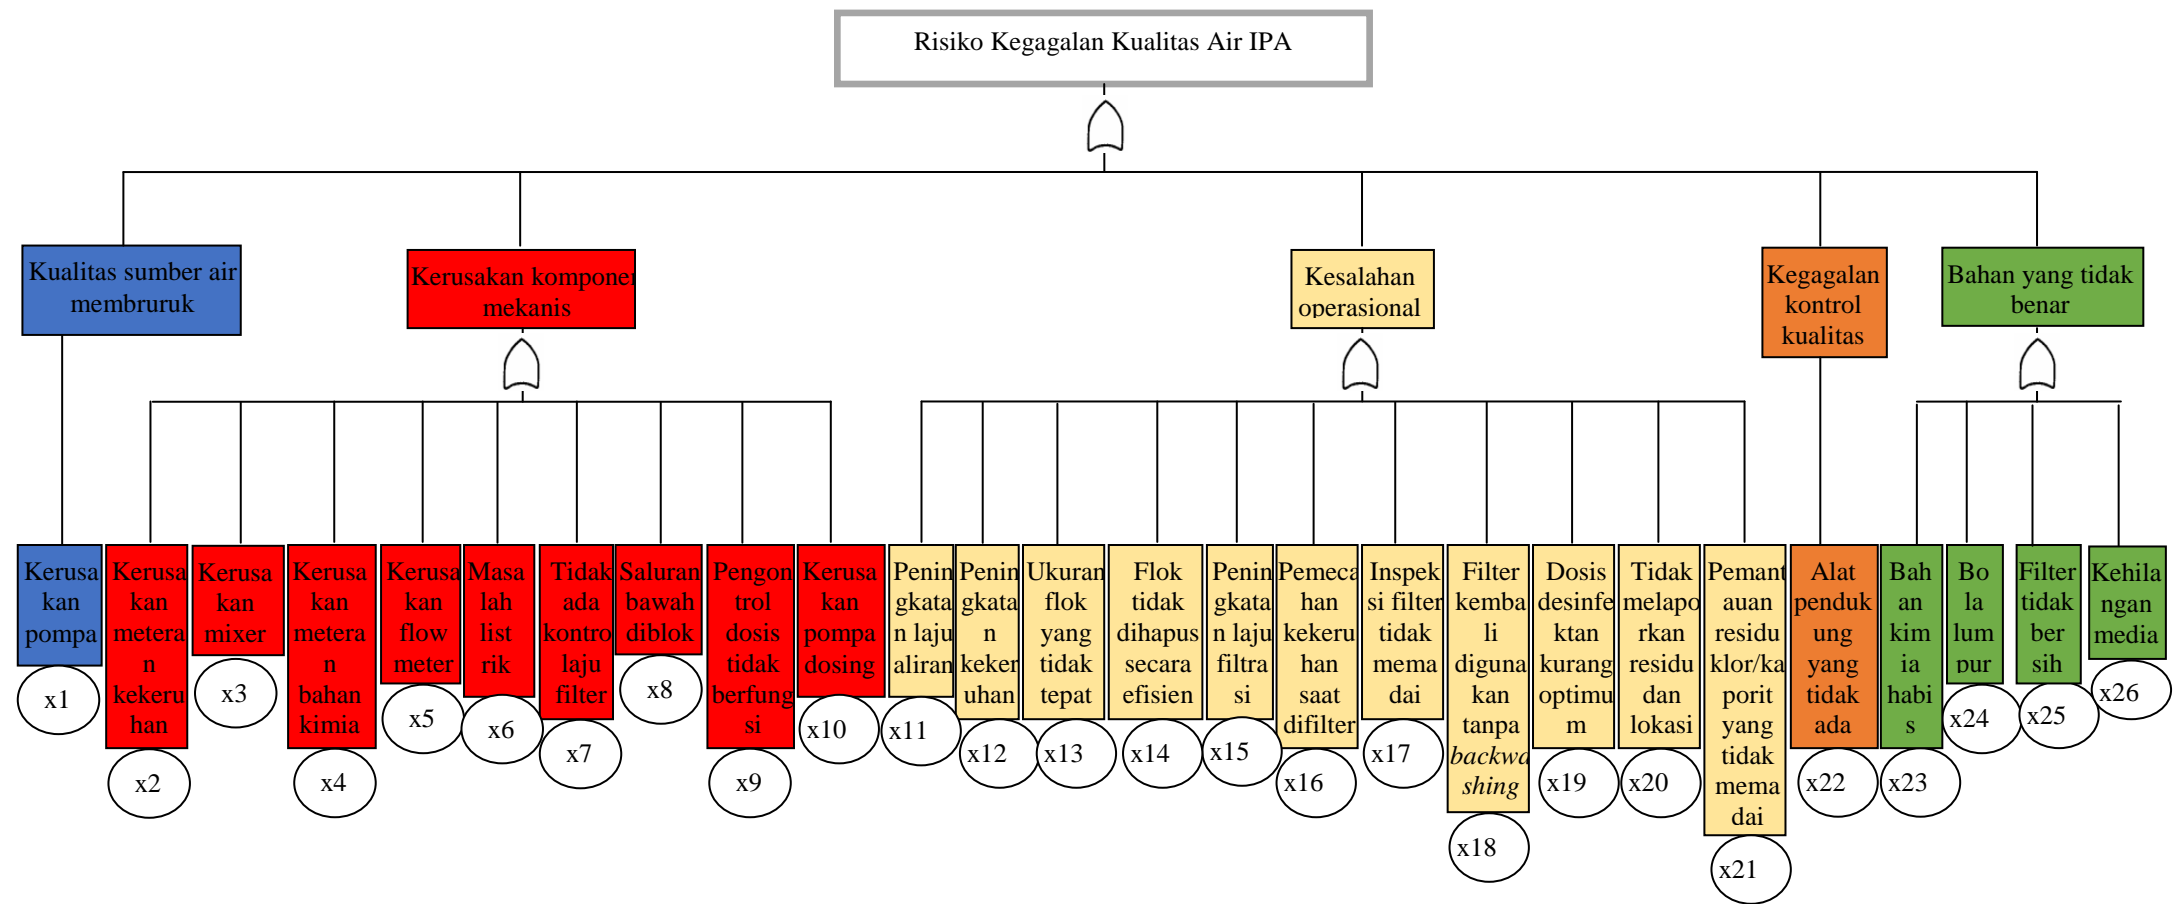 Risiko Kegagalan Kualitas Air IPA
Kualitas sumber air
membruruk
Kerusakan komponen
mekanis
Kesalahan
operasional
Kegagalan
kontrol
kualitas
Bahan yang tidak
benar
Kerusa
kan
pompa
x1
Kerusa
kan
metera
n
kekeru
han
x2
Kerusa
kan
mixer
x3
Kerusa
kan
metera
n
bahan
kimia
x4
Kerusa
kan
flow
meter
x5
Masa
lah
list
rik
x6
Tidak
ada
kontro
laju
filter
x7
Saluran
bawah
diblok
x8
Pengon
trol
dosis
tidak
berfung
si
x9
Kerusa
kan
pompa
dosing
x10
Penin
gkata
n laju
aliran
x11
Penin
gkata
n
keker
uhan
x12
Ukuran
flok
yang
tidak
tepat
x13
Flok
tidak
dihapus
secara
efisien
x14
Penin
gkata
n laju
filtra
si
x15
Pemeca
han
kekeru
han
saat
difilter
x16
Inspek
si filter
tidak
mema
dai
x17
Filter
kemba
li
diguna
kan
tanpa
backwa
shing
x18
Dosis
desinfe
ktan
kurang
optimu
m
x19
Tidak
melapo
rkan
residu
dan
lokasi
x20
Pemant
auan
residu
klor/ka
porit
yang
tidak
mema
dai
x21
Alat
penduk
ung
yang
tidak
ada
x22
Bah
an
kim
ia
habi
s
x23
Bo
la
lum
pur
x24
Filter
tidak
ber
sih
x25
Kehila
ngan
media
x26